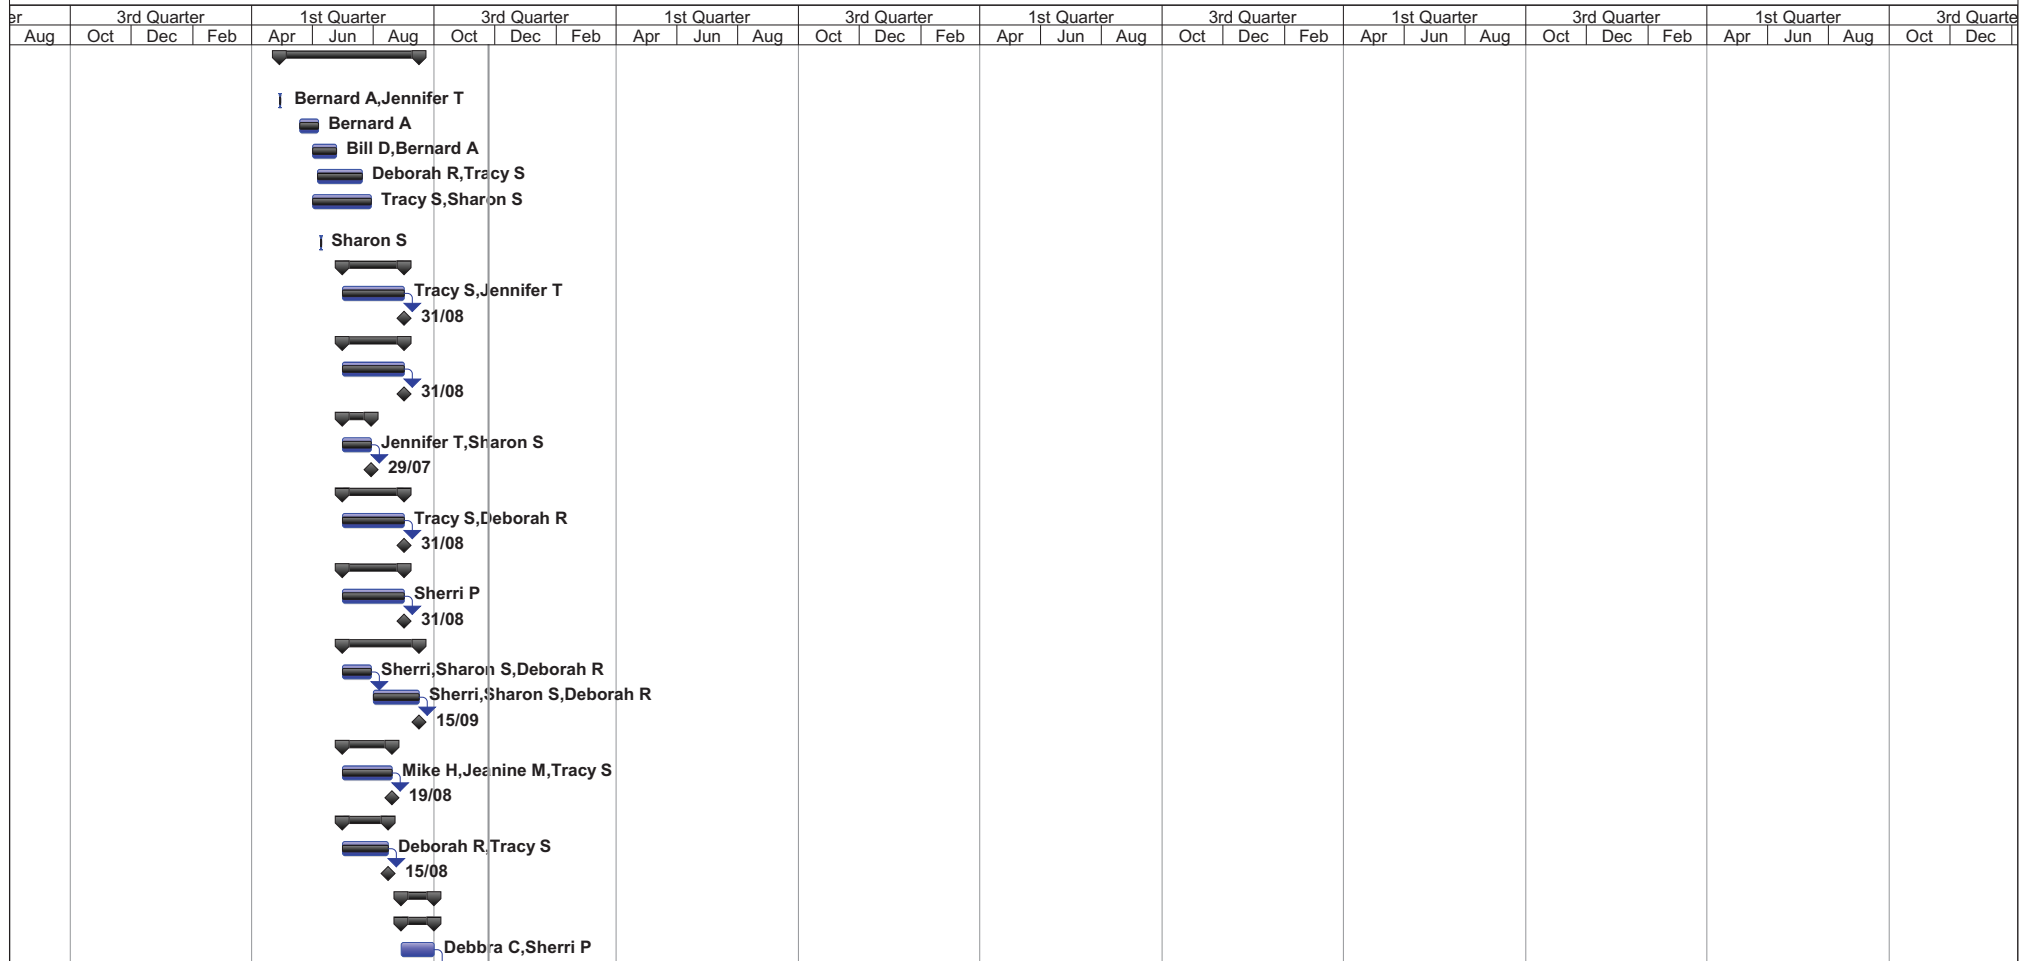 er 3rd Quarter 1st Quarter 3rd Quarter 1st Quarter 3rd Quarter 1st Quarter 3rd Quarter 1st Quarter 3rd Quarter 1st Quarter 3rd Quarte
Aug Oct Dec Feb Apr Jun Aug Oct Dec Feb Apr Jun Aug Oct Dec Feb Apr Jun Aug Oct Dec Feb Apr Jun Aug Oct Dec Feb Apr Jun Aug Oct Dec
Bernard A,Jennifer T
Bernard A
Bill D,Bernard A
Deborah R,Tracy S
Tracy S,Sharon S
Sharon S
Tracy S,Jennifer T
31/08
31/08
Jennifer T,Sharon S
29/07
Tracy S,Deborah R
31/08
Sherri P
31/08
Sherri,Sharon S,Deborah R
Sherri,Sharon S,Deborah R
15/09
Mike H,Jeanine M,Tracy S
19/08
Deborah R,Tracy S
15/08
Debbra C,Sherri P